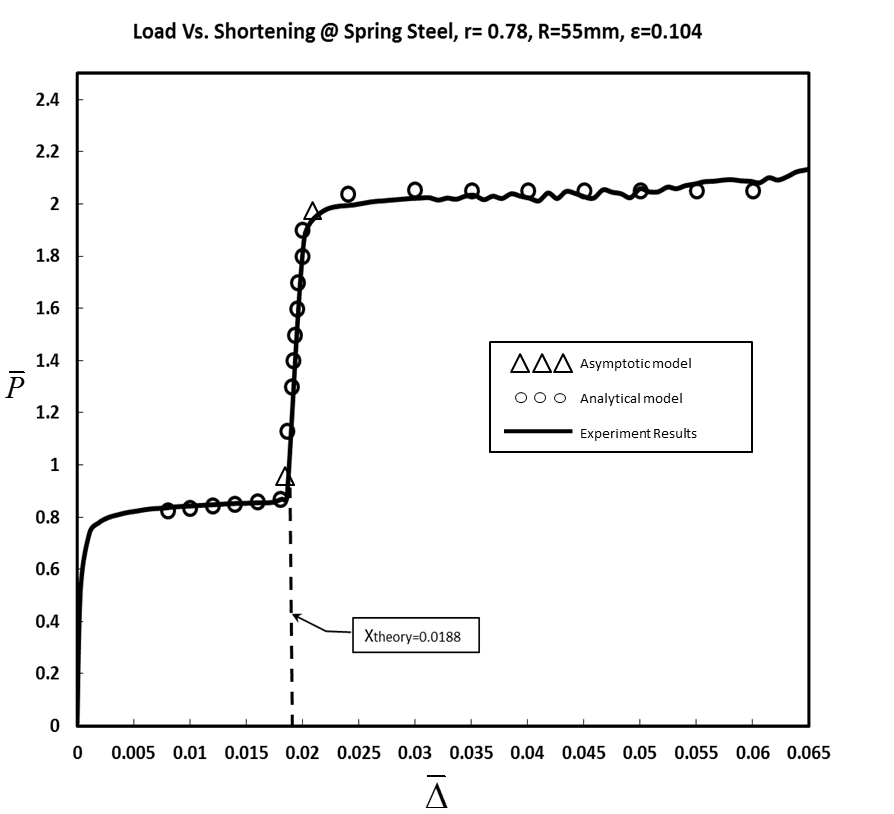 Load Vs. Shortening @ Spring Steel, r= 0.78, R=55mm, ε=0.104
2.4
2.2
2
1.8
1.6
1.4
1.2
1
0.8
0.6
0.4
0.2
0
P̅
Asymptotic model
Analytical model
Experiment Results
Xtheory=0.0188
0 0.005 0.01 0.015 0.02 0.025 0.03 0.035 0.04 0.045 0.05 0.055 0.06 0.065
Δ̅